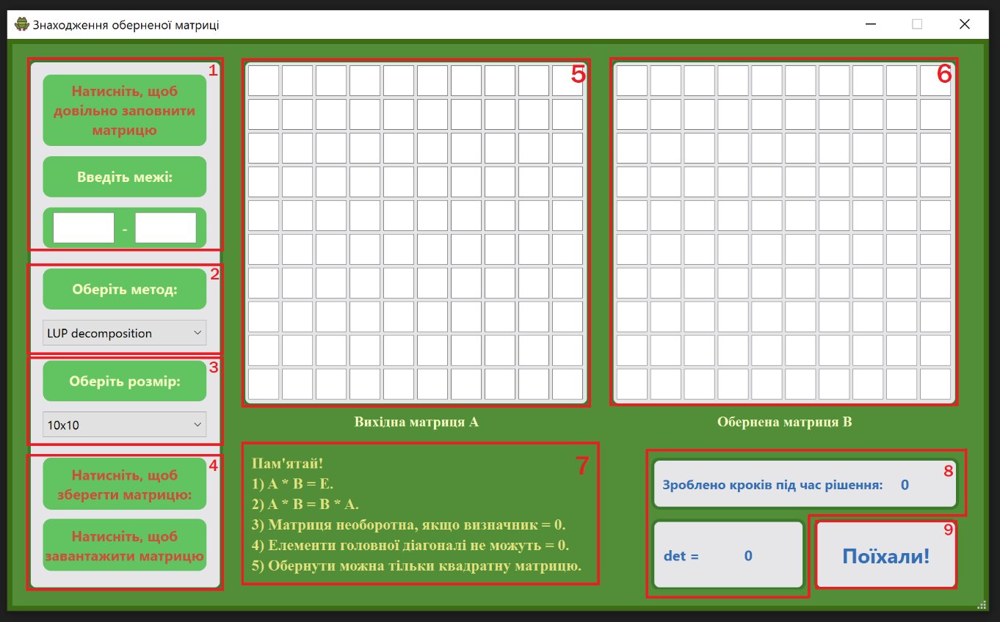 Знаходження оберненої матриці
1
Натисніть, щоб
довільно заповнити
матрицю
Введіть межі:
-
2
Оберіть метод:
LUP decomposition
3
Оберіть розмір:
10x10
4
Натисніть, щоб
зберегти матрицю:
Натисніть, щоб
завантажити матрицю
5
Вихідна матриця А
6
Обернена матриця В
7
Пам'ятай!
1) A * B = E.
2) A * B = B * A.
3) Матриця необоротна, якщо визначник = 0.
4) Елементи головної діагоналі не можуть = 0.
5) Обернути можна тільки квадратну матрицю.
8
Зроблено кроків під час рішення: 0
det = 0
9
Поїхали!